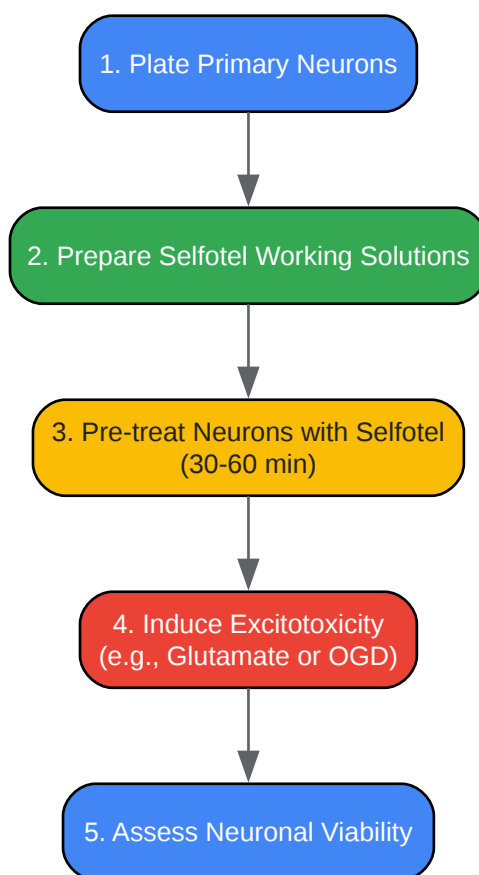 1. Plate Primary Neurons
2. Prepare Selfotel Working Solutions
3. Pre-treat Neurons with Selfotel
(30-60 min)
4. Induce Excitotoxicity
(e.g., Glutamate or OGD)
5. Assess Neuronal Viability